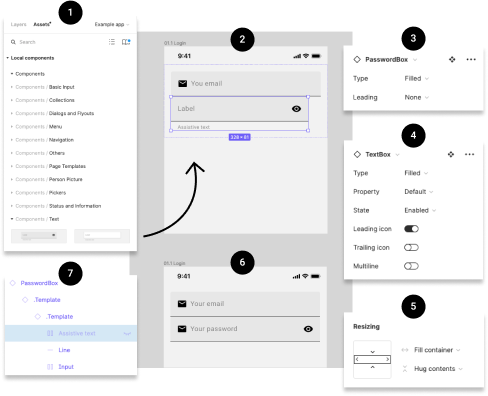 1
Layers Assets Example app
Search
Local components
Components
Components / Basic Input
Components / Collections
Components / Dialogs and Flyouts
Components / Menu
Components / Navigation
Components / Others
Components / Page Templates
Components / Person Picture
Components / Pickers
Components / Status and information
Components / Text
2
01.1 Login
9:41
You email
Label
Assistive text
328 × 81
3
PasswordBox
Type Filled
Leading None
4
TextBox
Type Filled
Property Default
State Enabled
Leading icon
Trailing icon
Multiline
5
Resizing
Fill container
Hug contents
6
01.1 Login
9:41
Your email
Your password
7
PasswordBox
.Template
.Template
Assistive text
Line
Input